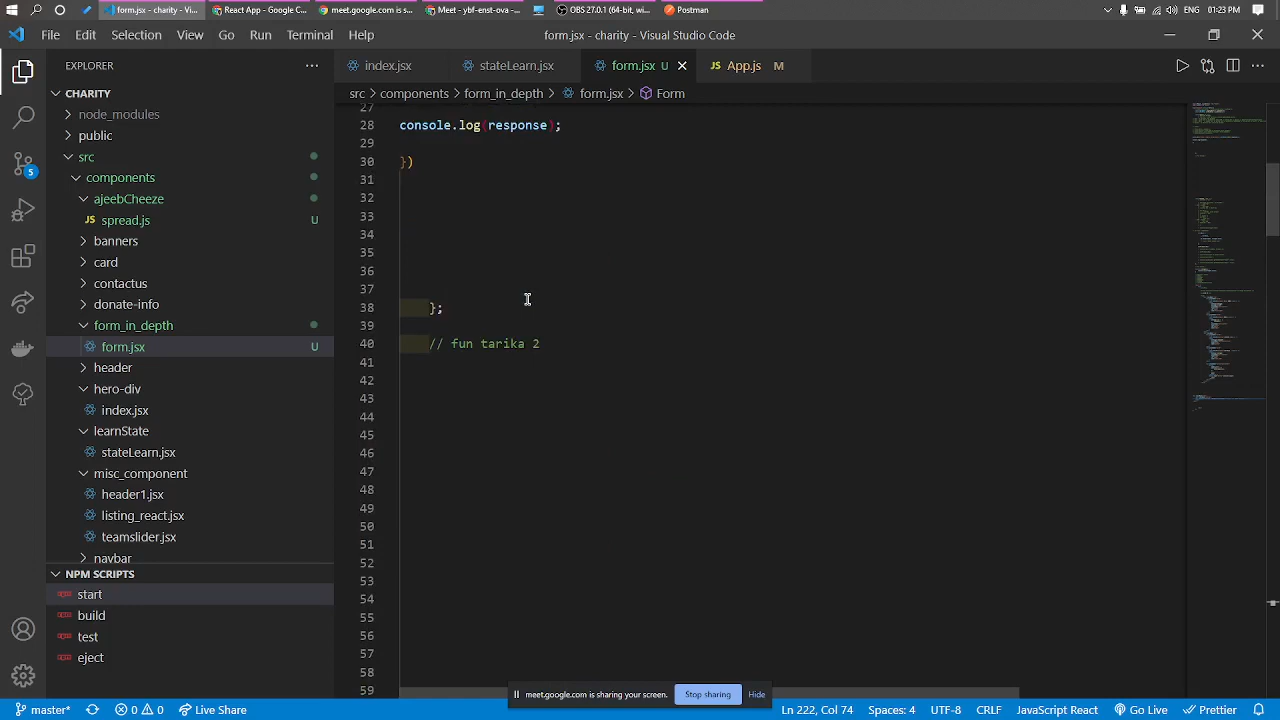 form.jsx - charity - Vi...
React App - Google C...
meet.google.com is s...
Meet - ybf-enst-ova - ...
OBS 27.0.1 (64-bit, wi...
Postman
ENG
01:23 PM
File Edit Selection View Go Run Terminal Help
form.jsx - charity - Visual Studio Code
EXPLORER
index.jsx
stateLearn.jsx
form.jsx U
App.js M
CHARITY
src > components > form_in_depth > form.jsx > Form
node_modules
public
src
components
ajeebCheeze
spread.js U
banners
card
contactus
donate-info
form_in_depth
form.jsx U
header
hero-div
index.jsx
learnState
stateLearn.jsx
misc_component
header1.jsx
listing_react.jsx
teamslider.jsx
navbar
NPM SCRIPTS
start
build
test
eject
5
27
28 console.log(response);
29
30 })
31
32
33
34
35
36
37
38 };
39
40 // fun tarika 2
41
42
43
44
45
46
47
48
49
50
51
52
53
54
55
56
57
58
59
meet.google.com is sharing your screen. Stop sharing Hide
master* 0 0 Live Share
Ln 222, Col 74 Spaces: 4 UTF-8 CRLF JavaScript React Go Live Prettier